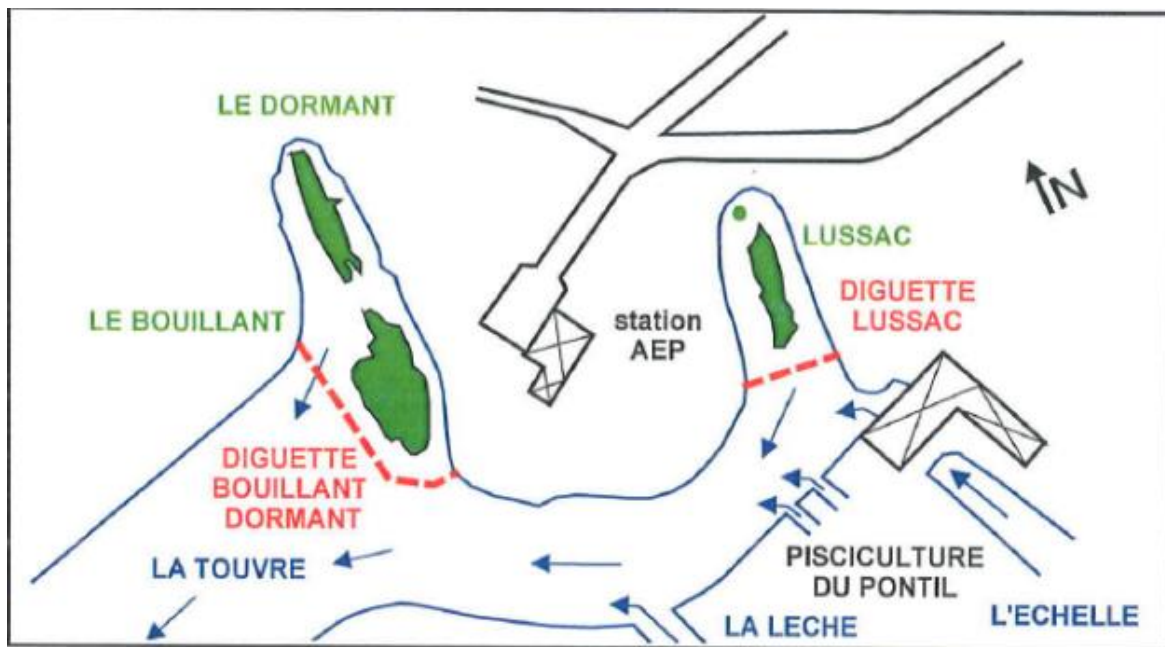 LE DORMANT
N
LUSSAC
LE BOUILLANT
DIGUETTE
LUSSAC
station
AEP
DIGUETTE
BOUILLANT
DORMANT
LA TOUVRE
PISCICULTURE
DU PONTIL
LA LECHE
L'ECHELLE